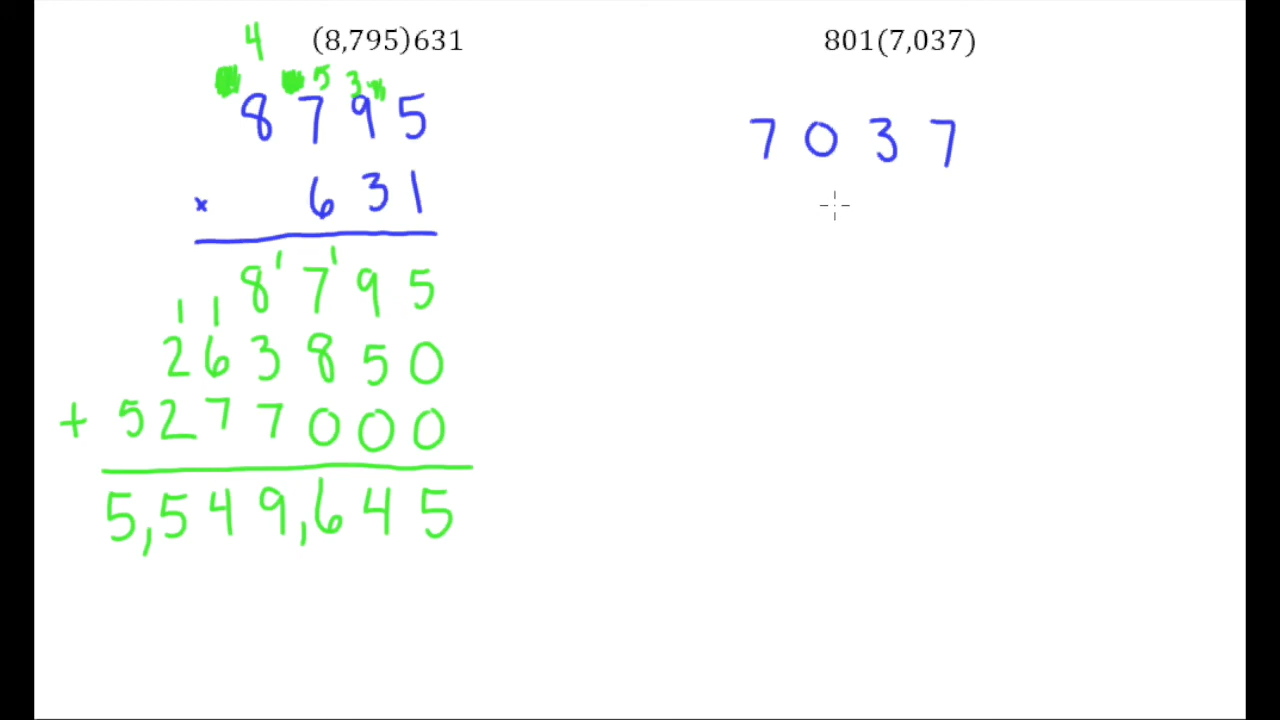 (8,795)631
4
5 3
8 7 9 5
× 6 3 1
8 1 7 1 9 5
1 1
2 6 3 8 5 0
+ 5 2 7 7 0 0 0
5,5 4 9,6 4 5
801(7,037)
7 0 3 7